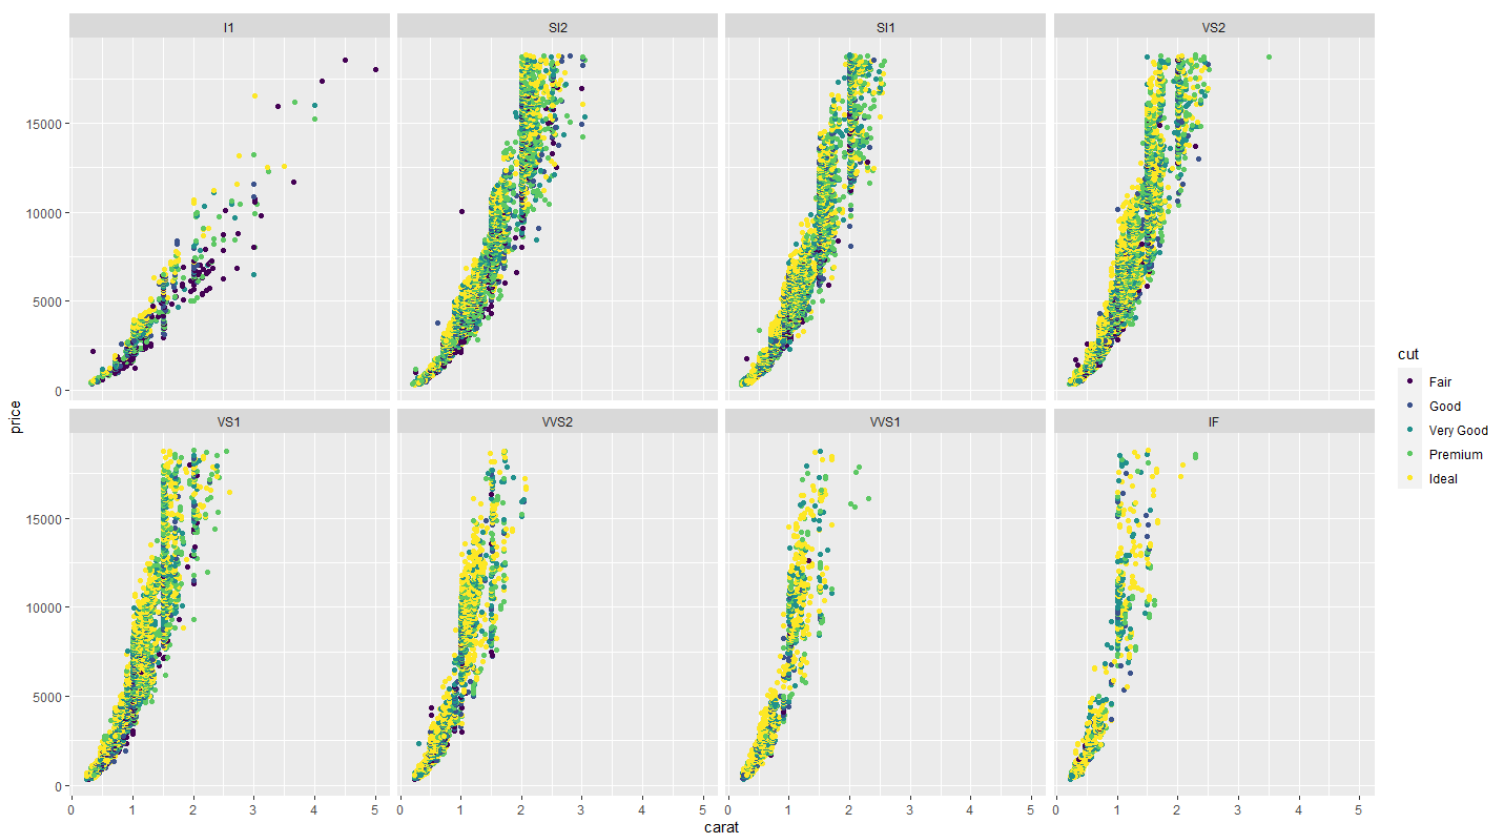 I1 SI2 SI1 VS2
15000
10000
5000
0
price
cut
Fair
Good
Very Good
Premium
Ideal
VS1 VVS2 VVS1 IF
15000
10000
5000
0
0 1 2 3 4 5 0 1 2 3 4 5 0 1 2 3 4 5 0 1 2 3 4 5
carat